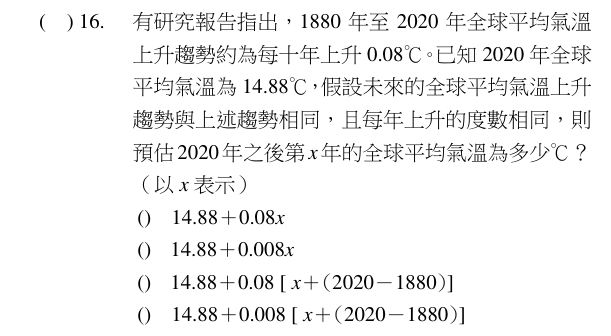 (　) 16. 有研究報告指出，1880 年至 2020 年全球平均氣溫
上升趨勢約為每十年上升 0.08℃。已知 2020 年全球
平均氣溫為 14.88℃，假設未來的全球平均氣溫上升
趨勢與上述趨勢相同，且每年上升的度數相同，則
預估 2020 年之後第 x 年的全球平均氣溫為多少℃？
（以 x 表示）
() 14.88＋0.08x
() 14.88＋0.008x
() 14.88＋0.08 [ x＋(2020－1880)]
() 14.88＋0.008 [ x＋(2020－1880)]